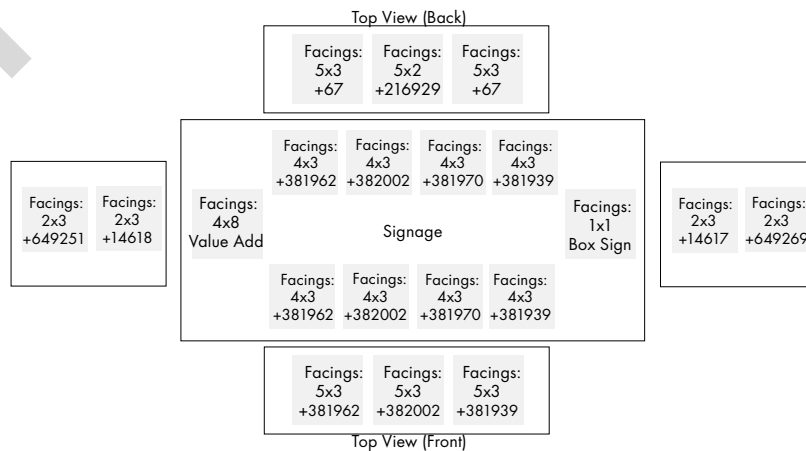 Top View (Back)
Facings: Facings: Facings:
5x3 5x2 5x3
+67 +216929 +67
Facings: Facings: Facings: Facings:
4x3 4x3 4x3 4x3
+381962 +382002 +381970 +381939
Facings: Facings:
2x3 2x3
+649251 +14618
Facings:
4x8
Value Add
Signage
Facings:
1x1
Box Sign
Facings: Facings:
2x3 2x3
+14617 +649269
Facings: Facings: Facings: Facings:
4x3 4x3 4x3 4x3
+381962 +382002 +381970 +381939
Facings: Facings: Facings:
5x3 5x3 5x3
+381962 +382002 +381939
Top View (Front)